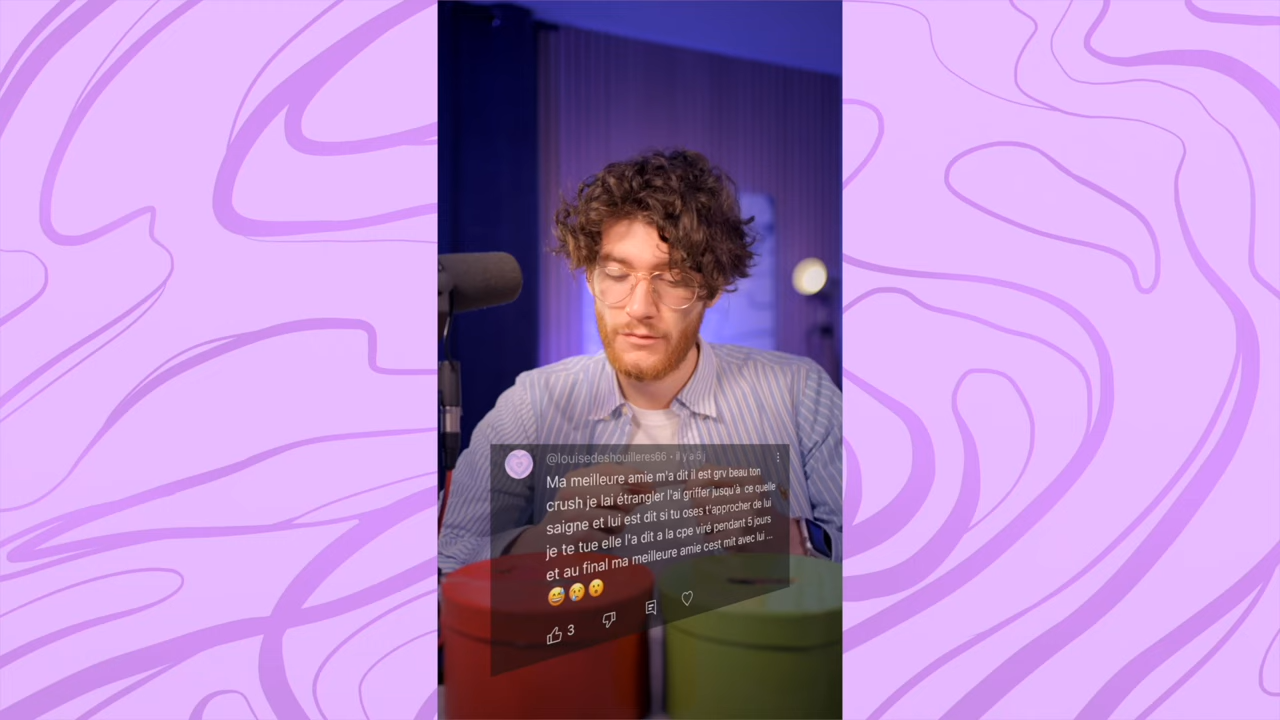 @louisedeshouilleres66 • il y a 5 j
Ma meilleure amie m'a dit il est grv beau ton
crush je lai étrangler l'ai griffer jusqu'à ce quelle
saigne et lui est dit si tu oses t'approcher de lui
je te tue elle l'a dit a la cpe viré pendant 5 jours
et au final ma meilleure amie cest mit avec lui ...
😅😢😮
3